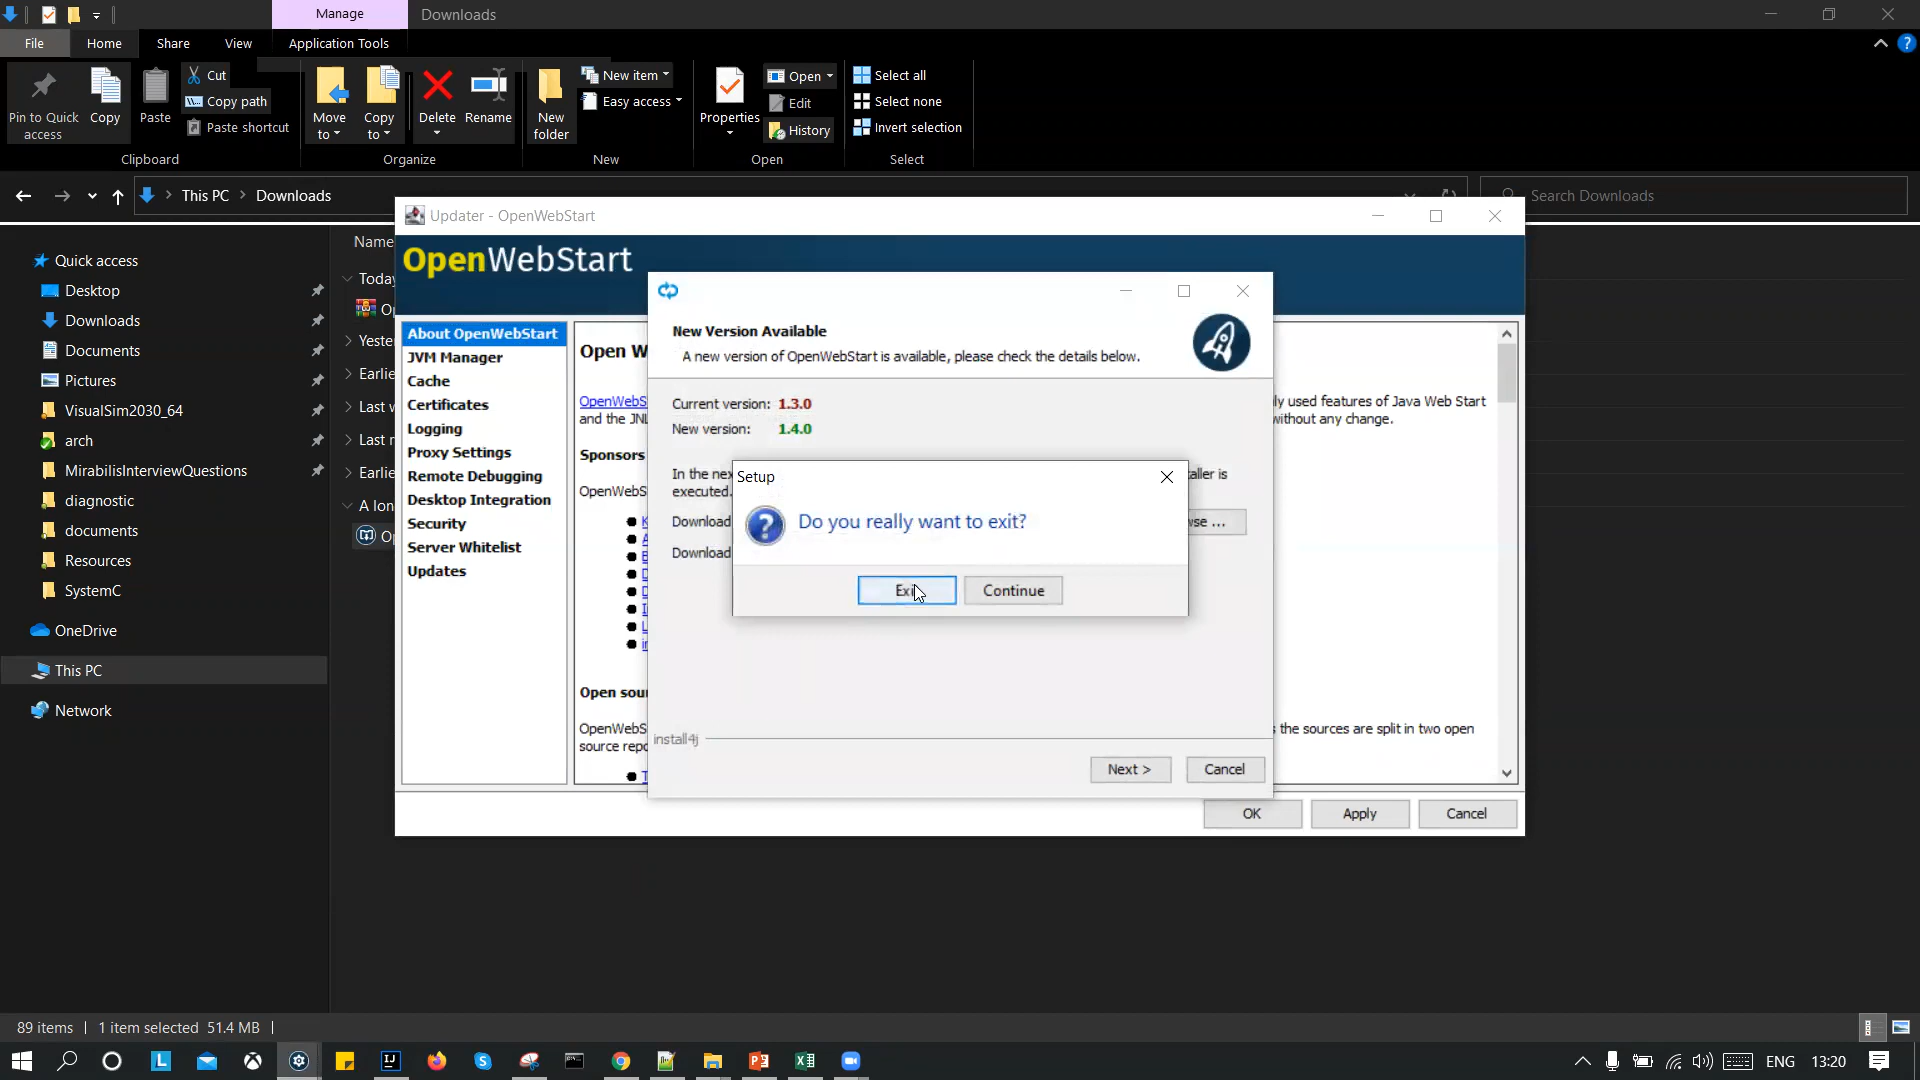 Manage
Downloads
File
Home
Share
View
Application Tools
Pin to Quick access
Copy
Paste
Cut
Copy path
Paste shortcut
Clipboard
Move to
Copy to
Delete
Rename
Organize
New folder
New item
Easy access
New
Properties
Open
Edit
History
Open
Select all
Select none
Invert selection
Select
This PC
Downloads
Search Downloads
Quick access
Desktop
Downloads
Documents
Pictures
VisualSim2030_64
arch
MirabilisInterviewQuestions
diagnostic
documents
Resources
SystemC
OneDrive
This PC
Network
Name
Today
Updater - OpenWebStart
OpenWebStart
About OpenWebStart
JVM Manager
Cache
Certificates
Logging
Proxy Settings
Remote Debugging
Desktop Integration
Security
Server Whitelist
Updates
Open W
OpenWebS
ly used features of Java Web Start
and the JNL
without any change.
Sponsors
OpenWebS
Open sour
OpenWebS
s the sources are split in two open
source repo
New Version Available
A new version of OpenWebStart is available, please check the details below.
Current version: 1.3.0
New version: 1.4.0
In the nex
aller is
executed.
Download
wse ...
Download
install4j
Next >
Cancel
Setup
Do you really want to exit?
Continue
OK
Apply
Cancel
89 items
1 item selected 51.4 MB
ENG
13:20